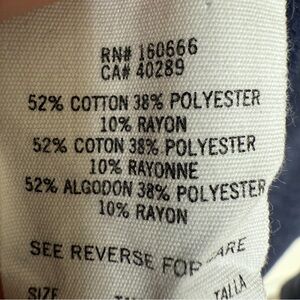 RN# 160666
CA# 40289
52% COTTON 38% POLYESTER
10% RAYON
52% COTON 38% POLYESTER
10% RAYONNE
52% ALGODON 38% POLYESTER
10% RAYON
SEE REVERSE FOR CARE
SIZE TALLA